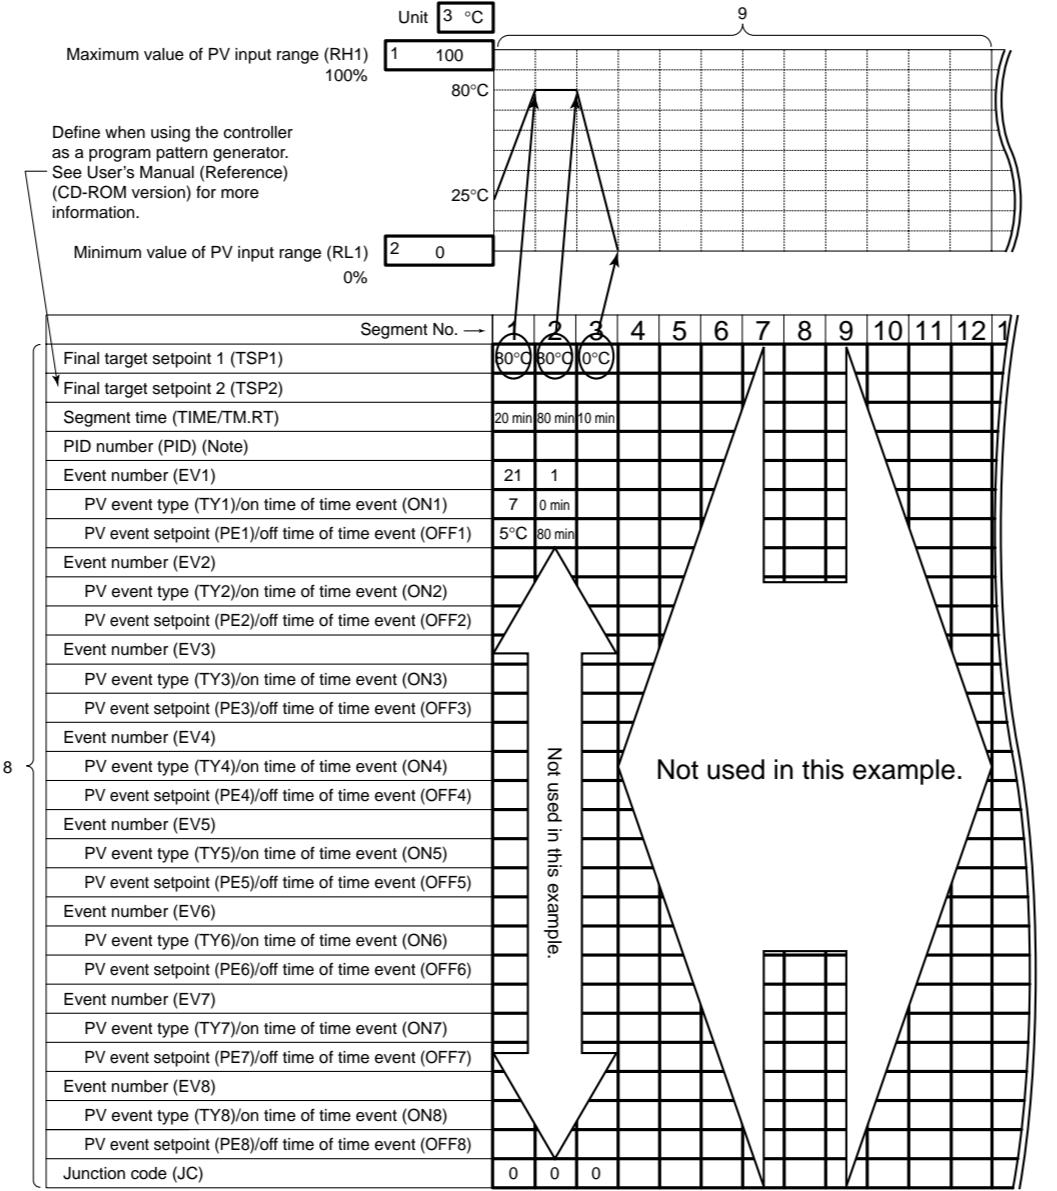 Unit 3 °C
9
Maximum value of PV input range (RH1) 1 100
100%
80°C
Define when using the controller
as a program pattern generator.
See User's Manual (Reference)
(CD-ROM version) for more
information.
25°C
Minimum value of PV input range (RL1) 2 0
0%
Segment No. → 1 2 3 4 5 6 7 8 9 10 11 12 1
Final target setpoint 1 (TSP1) 80°C 80°C 0°C
Final target setpoint 2 (TSP2)
Segment time (TIME/TM.RT) 20 min 80 min 10 min
PID number (PID) (Note)
Event number (EV1) 21 1
PV event type (TY1)/on time of time event (ON1) 7 0 min
PV event setpoint (PE1)/off time of time event (OFF1) 5°C 80 min
Event number (EV2)
PV event type (TY2)/on time of time event (ON2)
PV event setpoint (PE2)/off time of time event (OFF2)
Event number (EV3)
PV event type (TY3)/on time of time event (ON3)
PV event setpoint (PE3)/off time of time event (OFF3)
Event number (EV4)
8
PV event type (TY4)/on time of time event (ON4)
Not used in this example.
Not used in this example.
PV event setpoint (PE4)/off time of time event (OFF4)
Event number (EV5)
PV event type (TY5)/on time of time event (ON5)
PV event setpoint (PE5)/off time of time event (OFF5)
Event number (EV6)
PV event type (TY6)/on time of time event (ON6)
PV event setpoint (PE6)/off time of time event (OFF6)
Event number (EV7)
PV event type (TY7)/on time of time event (ON7)
PV event setpoint (PE7)/off time of time event (OFF7)
Event number (EV8)
PV event type (TY8)/on time of time event (ON8)
PV event setpoint (PE8)/off time of time event (OFF8)
Junction code (JC) 0 0 0